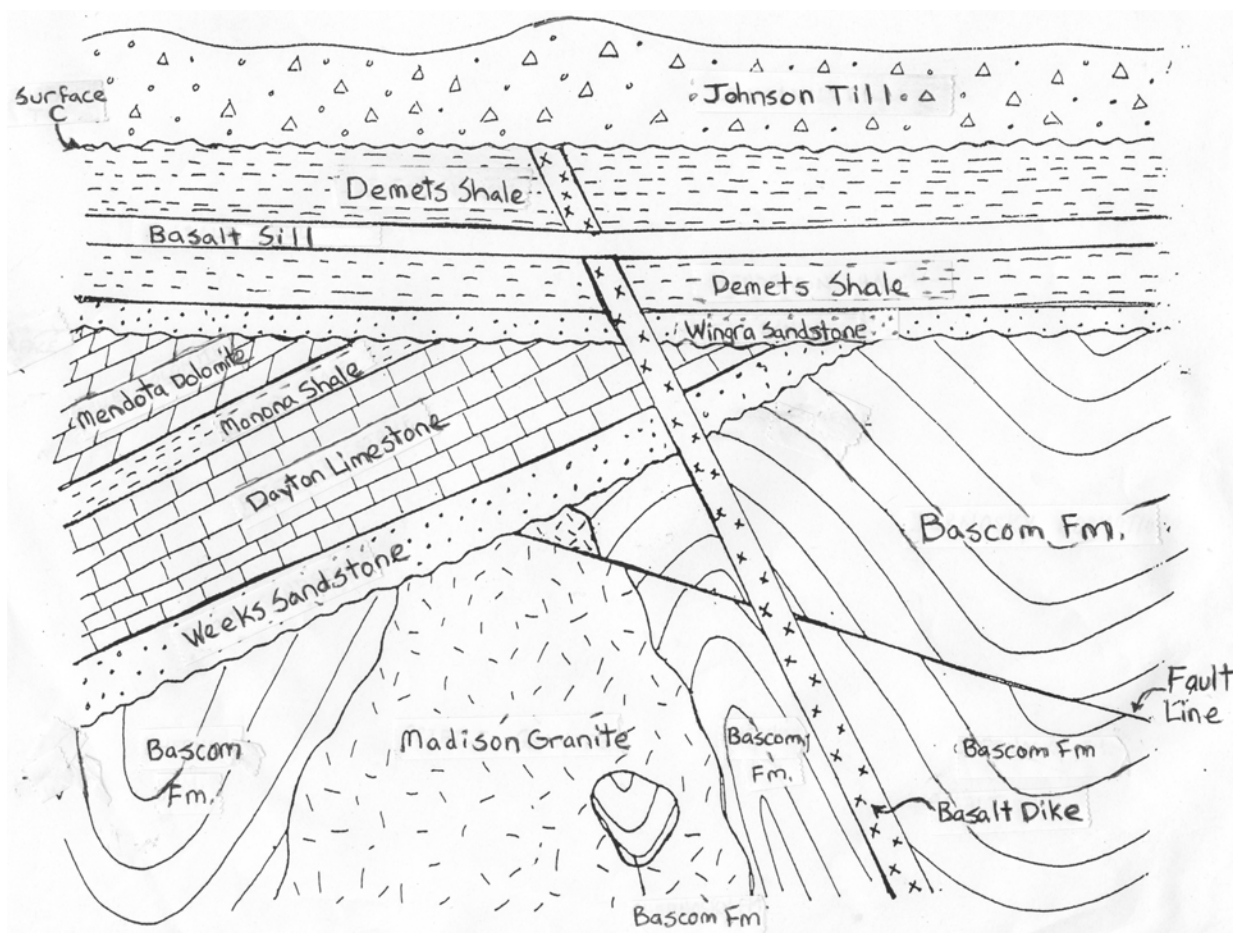 Surface
C
Johnson Till
Demets Shale
Basalt Sill
Demets Shale
Wingra Sandstone
Mendota Dolomite
Monona Shale
Dayton Limestone
Bascom Fm.
Weeks Sandstone
Fault
Line
Bascom
Fm.
Madison Granite
Bascom
Fm.
Bascom Fm
Basalt Dike
Bascom Fm